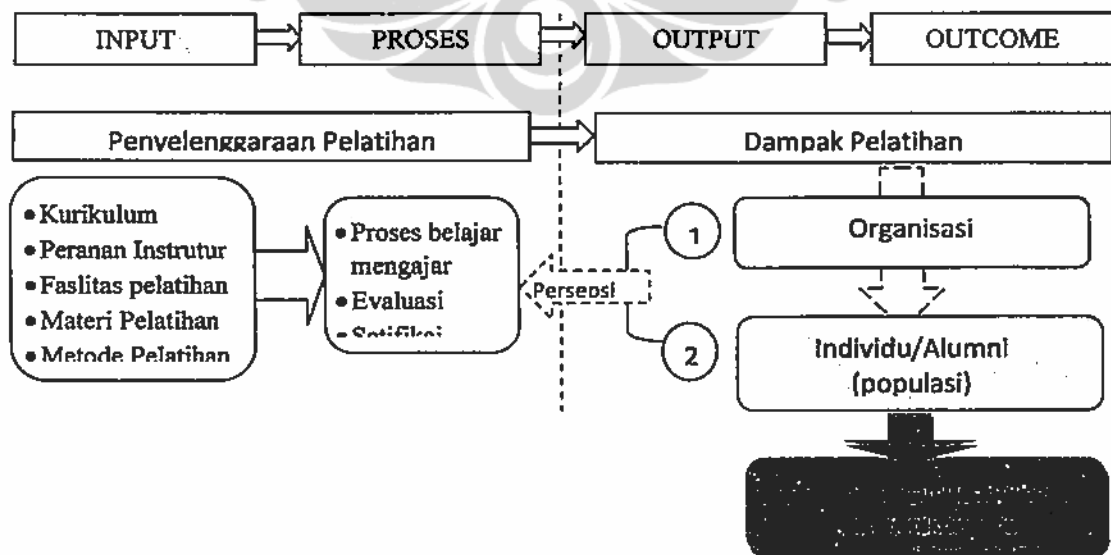 INPUT
PROSES
OUTPUT
OUTCOME
Penyelenggaraan Pelatihan
Dampak Pelatihan
• Kurikulum
• Peranan Instrutur
• Faslitas pelatihan
• Materi Pelatihan
• Metode Pelatihan
• Proses belajar
mengajar
• Evaluasi
Persepsi
1
2
Organisasi
Individu/Alumni
(populasi)